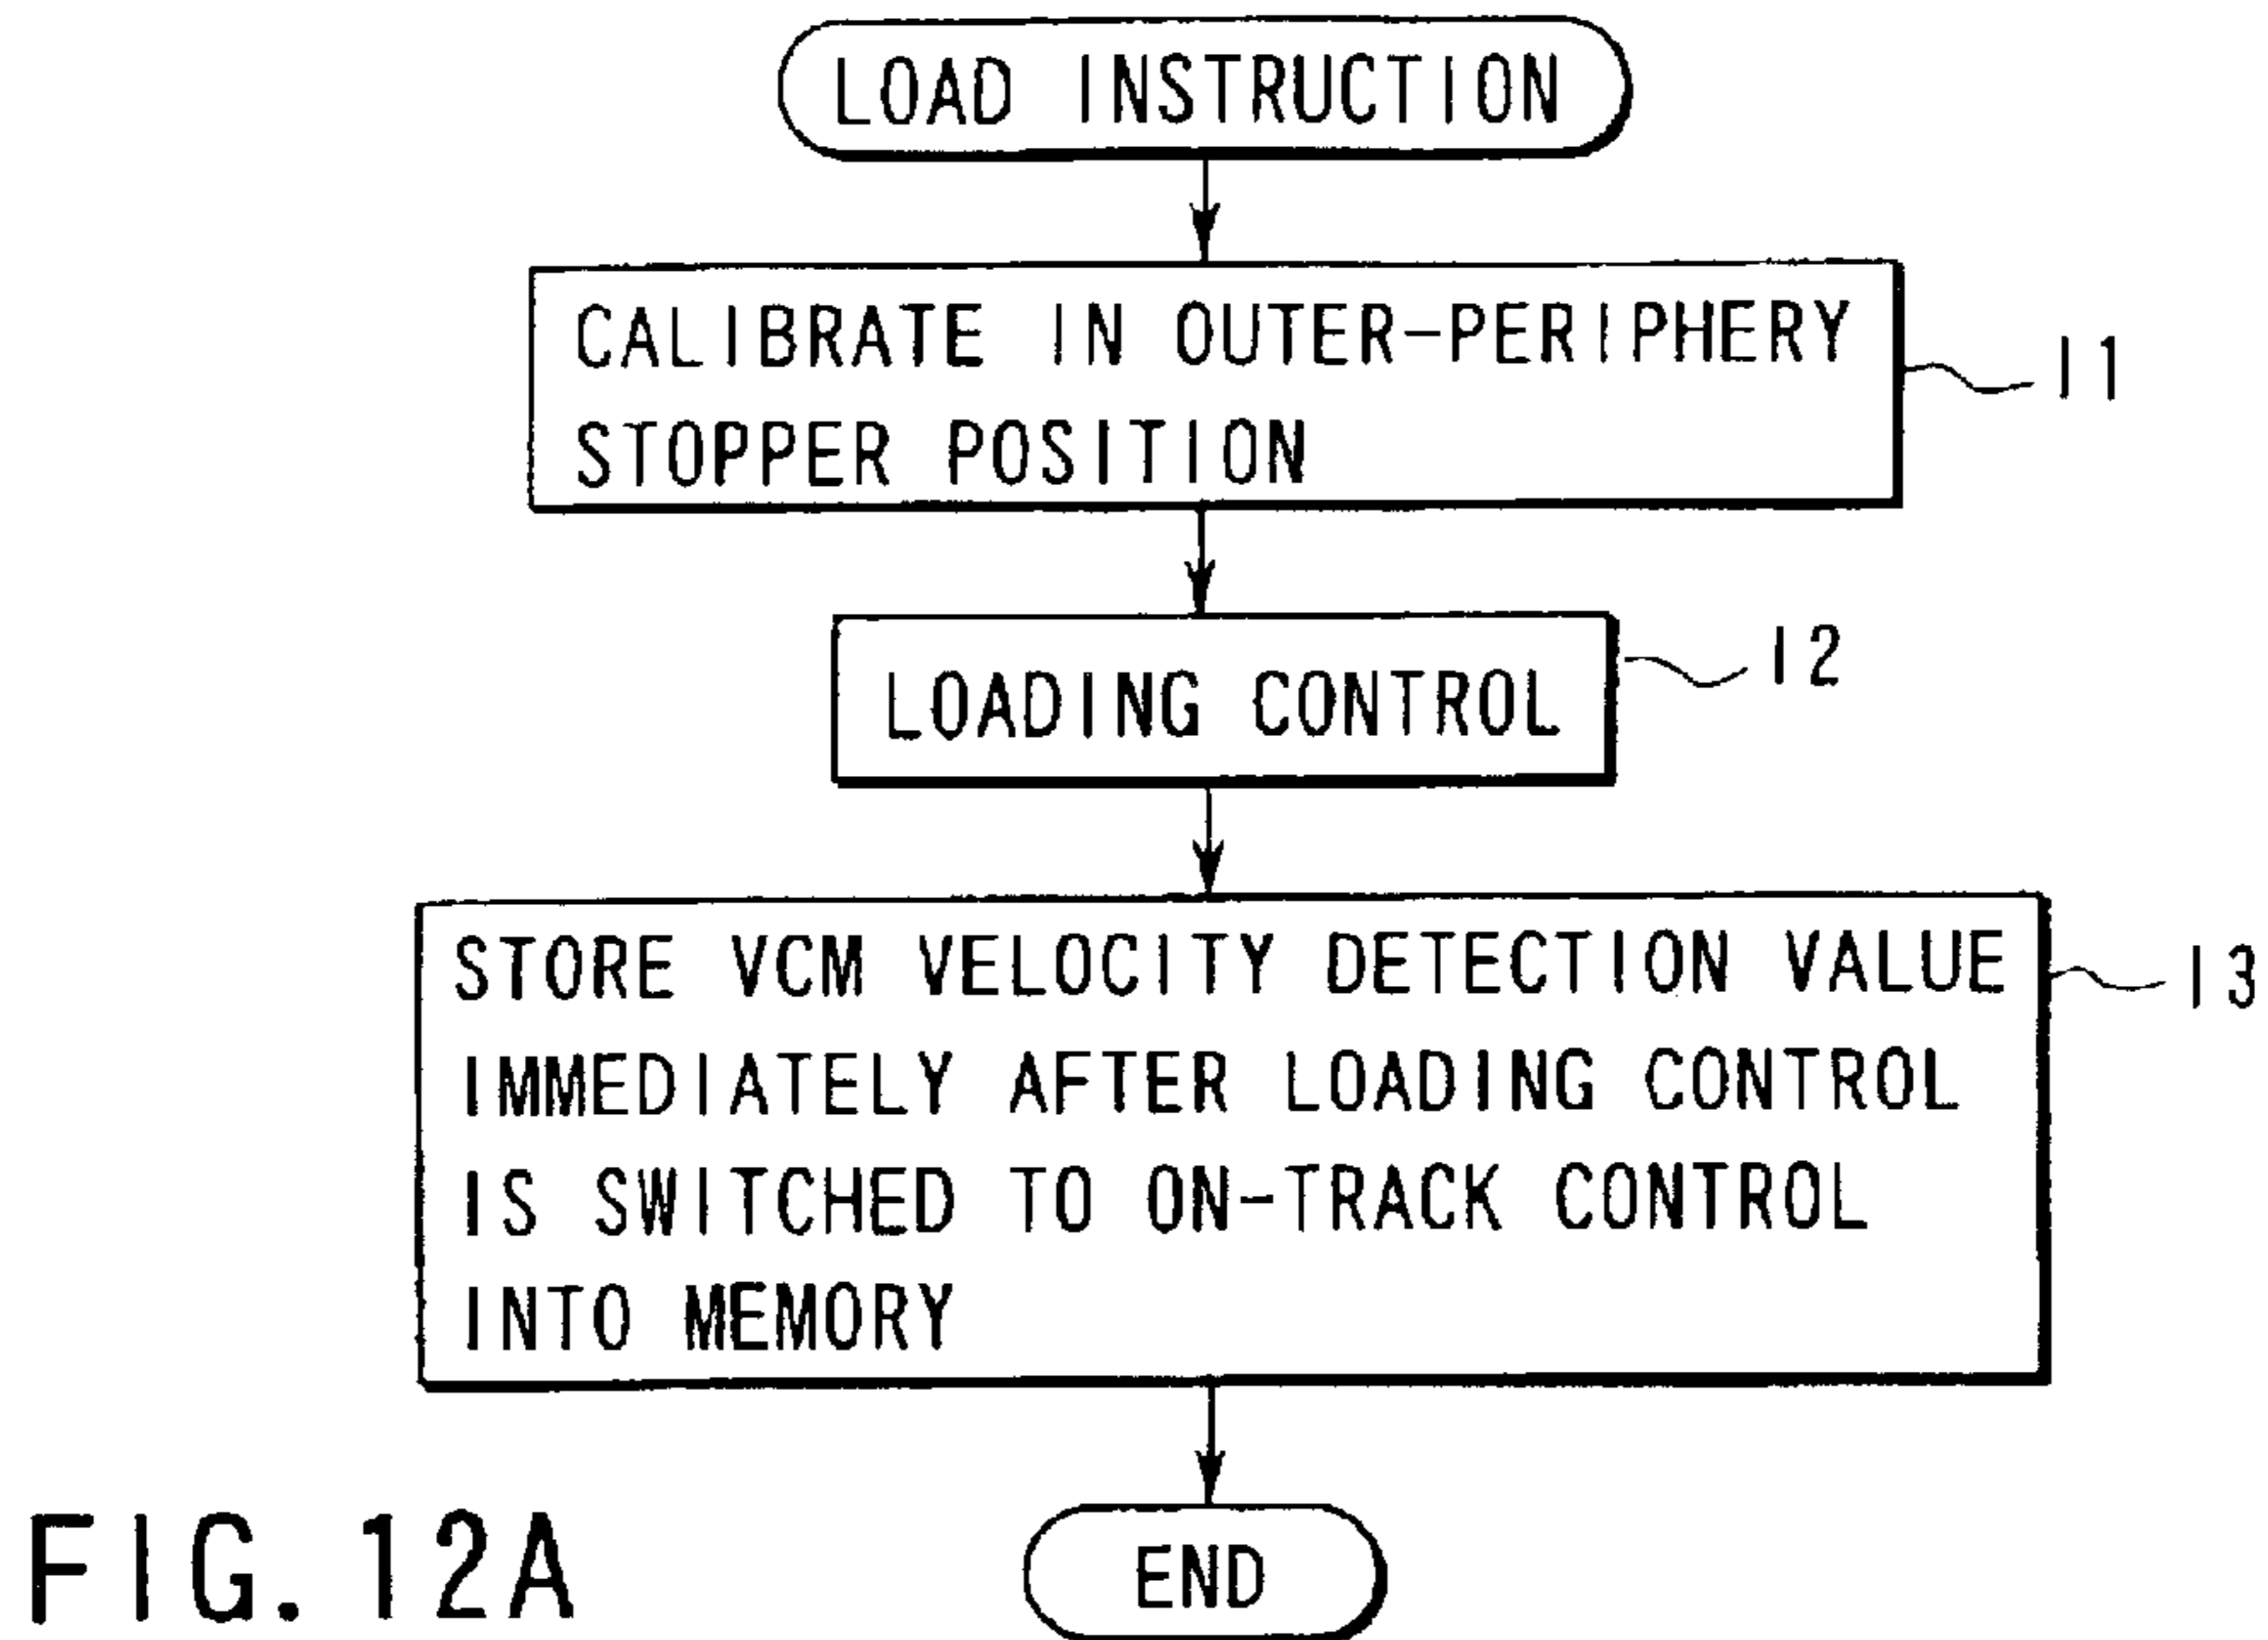 LOAD INSTRUCTION
CALIBRATE IN OUTER-PERIPHERY
STOPPER POSITION
11
LOADING CONTROL
12
STORE VCM VELOCITY DETECTION VALUE
IMMEDIATELY AFTER LOADING CONTROL
IS SWITCHED TO ON-TRACK CONTROL
INTO MEMORY
13
END
FIG. 12A